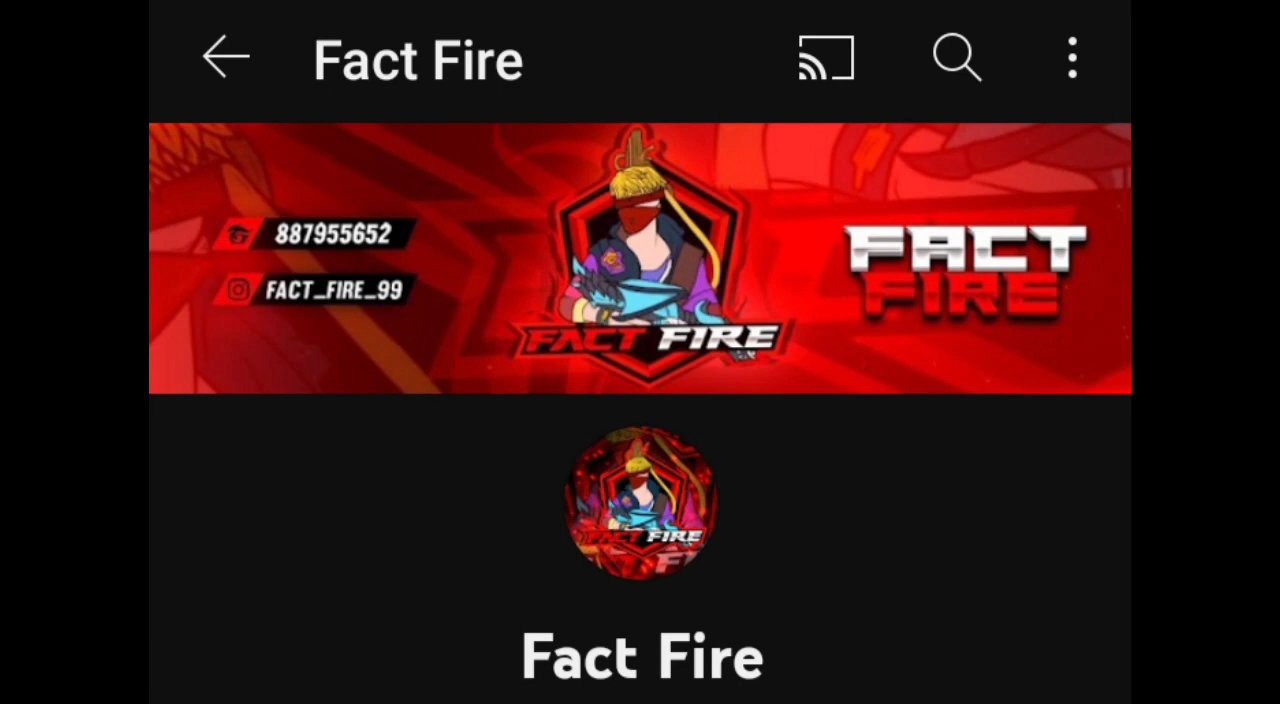 Fact Fire
887955652
FACT_FIRE_99
FACT FIRE
FACT
FIRE
FACT FIRE
Fact Fire